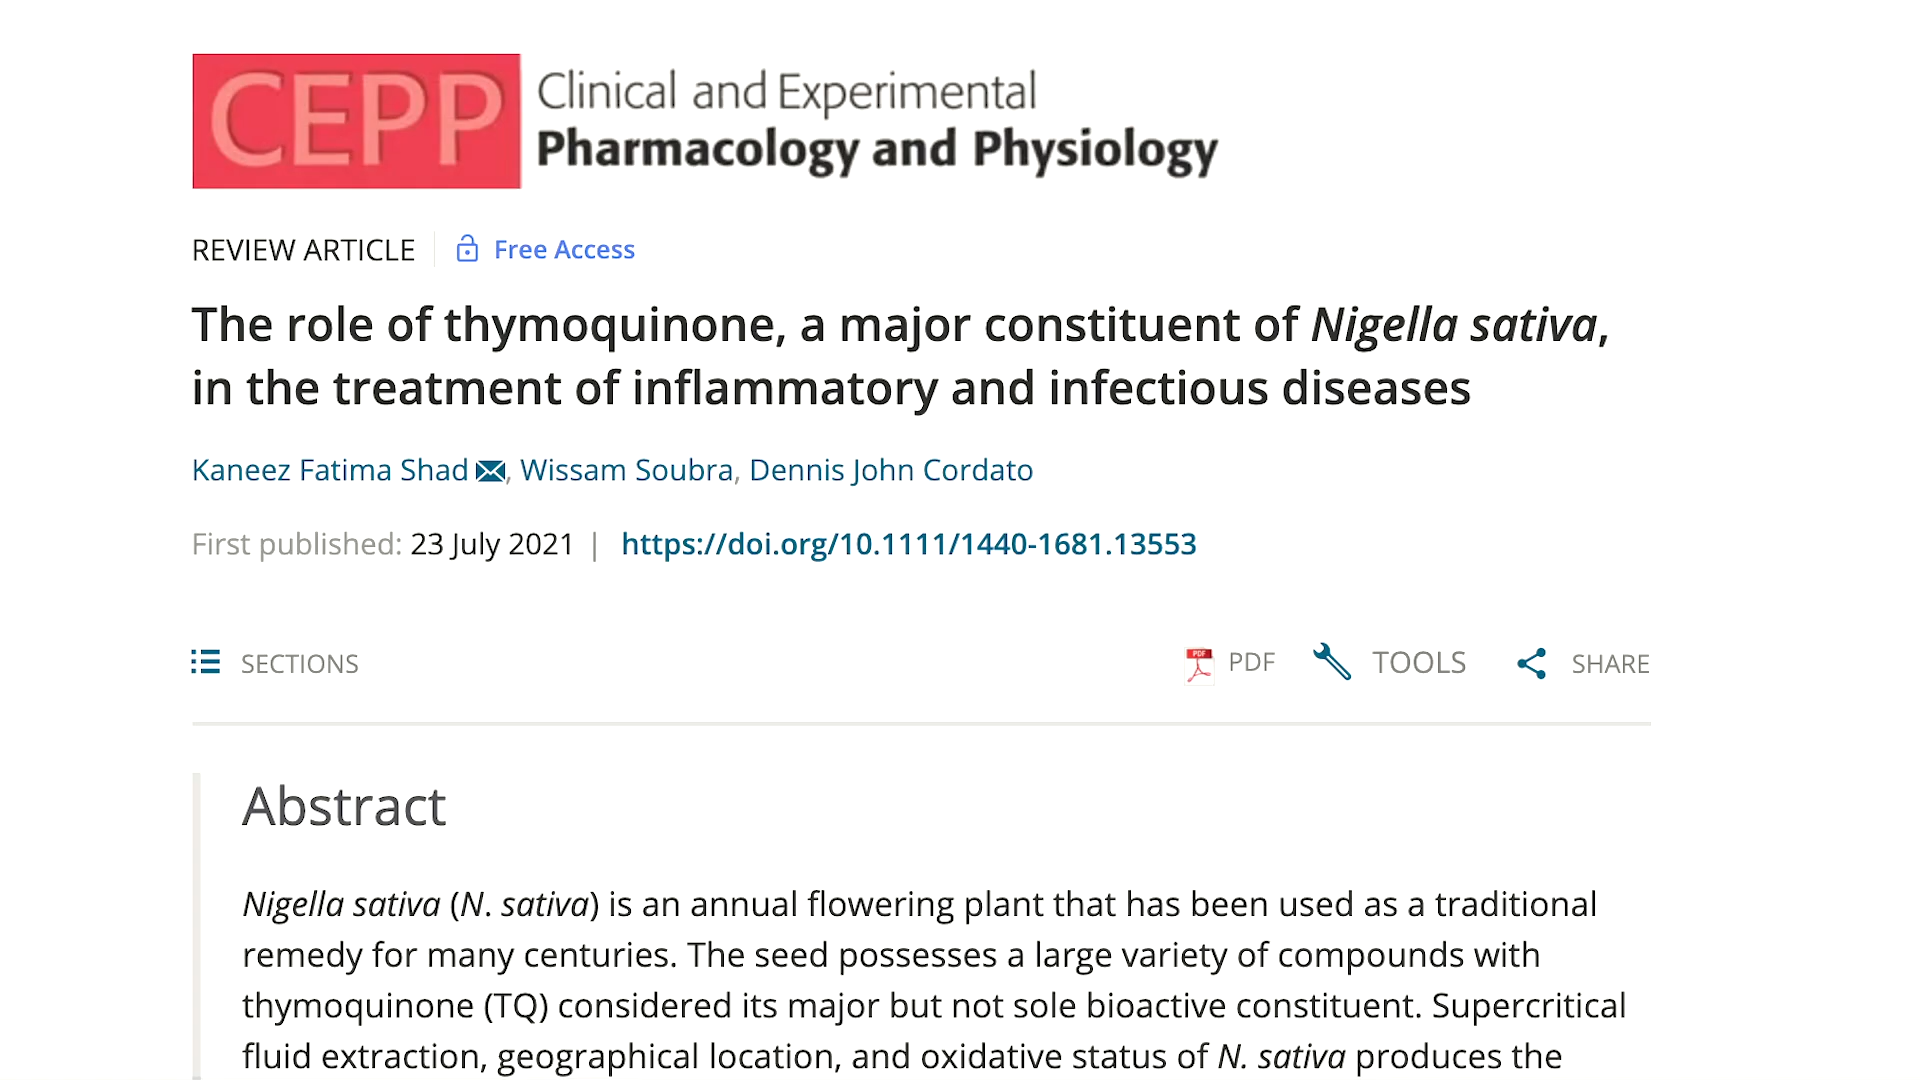 CEPP
Clinical and Experimental
Pharmacology and Physiology
REVIEW ARTICLE Free Access
The role of thymoquinone, a major constituent of Nigella sativa,
in the treatment of inflammatory and infectious diseases
Kaneez Fatima Shad, Wissam Soubra, Dennis John Cordato
First published: 23 July 2021 | https://doi.org/10.1111/1440-1681.13553
SECTIONS PDF PDF TOOLS SHARE
Abstract
Nigella sativa (N. sativa) is an annual flowering plant that has been used as a traditional
remedy for many centuries. The seed possesses a large variety of compounds with
thymoquinone (TQ) considered its major but not sole bioactive constituent. Supercritical
fluid extraction, geographical location, and oxidative status of N. sativa produces the